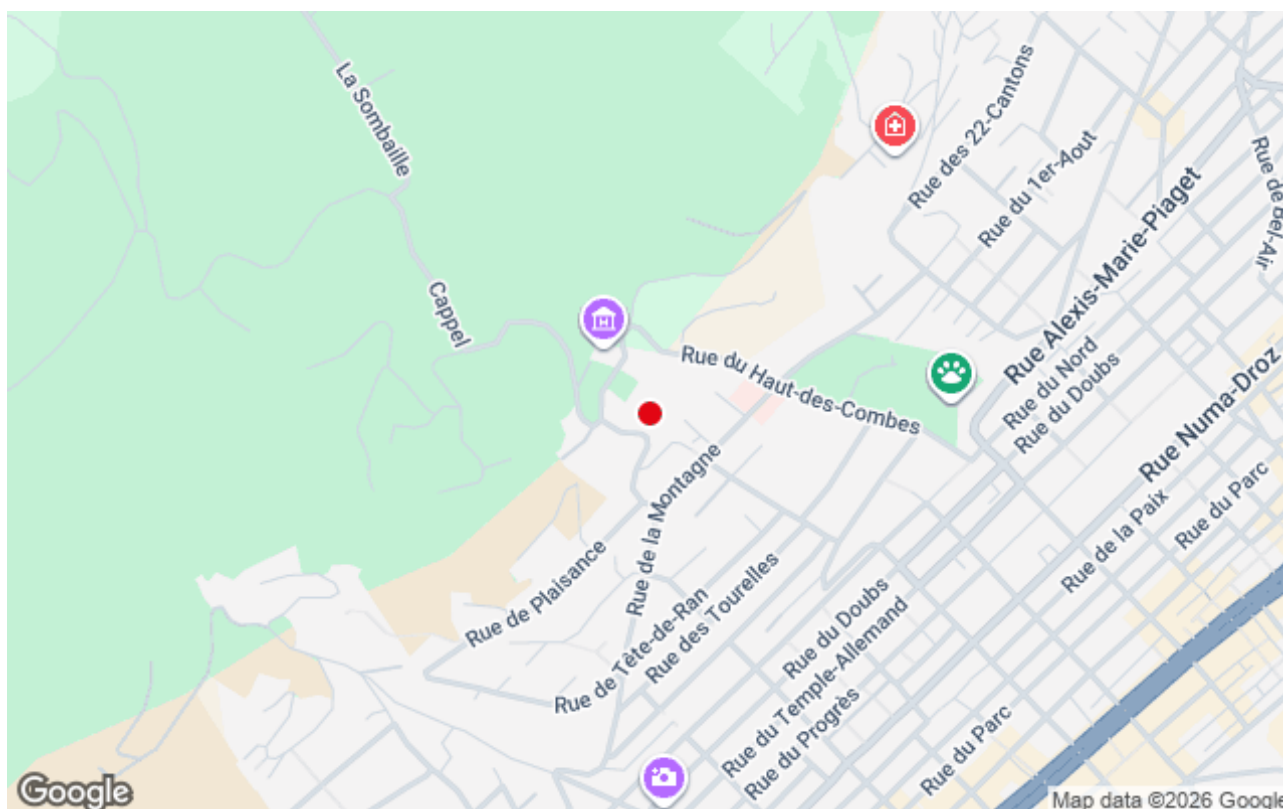 La Sombaille
Rue des 22-Cantons
Rue du 1er-Aout
Rue de Bel-Air
Rue Alexis-Marie-Piaget
Cappel
Rue du Haut-des-Combes
Rue du Nord
Rue du Doubs
Rue Numa-Droz
Rue de la Montagne
Rue de la Paix
Rue du Parc
Rue de Plaisance
Rue de Tête-de-Ran
Rue des Tourelles
Rue du Doubs
Rue du Temple-Allemand
Rue du Progrès
Rue du Parc
Google
Map data ©2026 Google